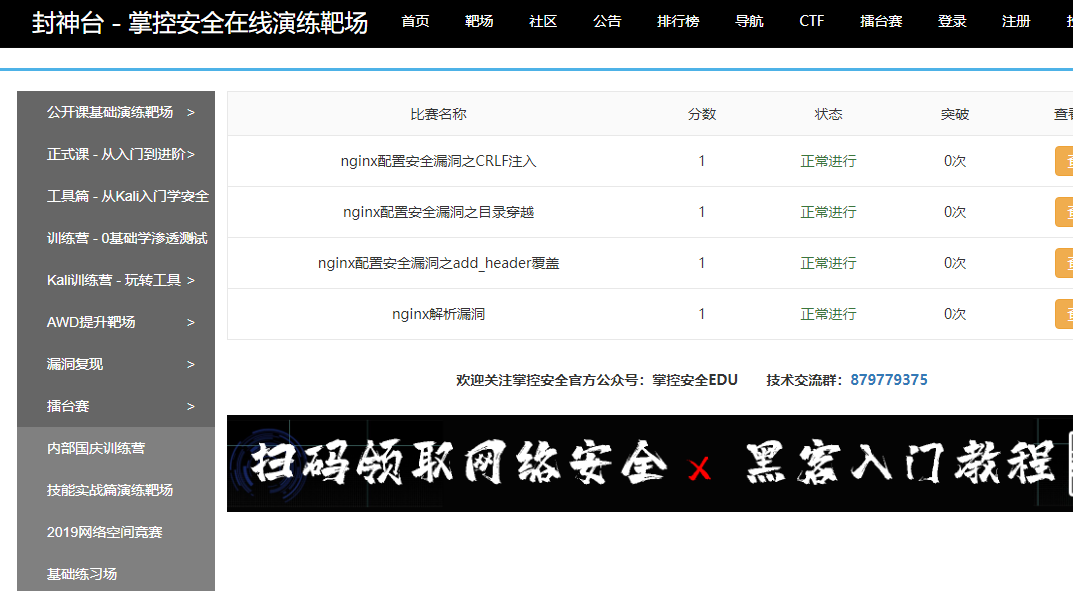 封神台 - 掌控安全在线演练靶场 首页 靶场 社区 公告 排行榜 导航 CTF 擂台赛 登录 注册
公开课基础演练靶场 >
正式课 - 从入门到进阶>
工具篇 - 从Kali入门学安全
训练营 - 0基础学渗透测试
Kali训练营 - 玩转工具 >
AWD提升靶场 >
漏洞复现 >
擂台赛 >
内部国庆训练营
技能实战篇演练靶场
2019网络空间竞赛
基础练习场
比赛名称 分数 状态 突破 查看
nginx配置安全漏洞之CRLF注入 1 正常进行 0次
nginx配置安全漏洞之目录穿越 1 正常进行 0次
nginx配置安全漏洞之add_header覆盖 1 正常进行 0次
nginx解析漏洞 1 正常进行 0次
欢迎关注掌控安全官方公众号：掌控安全EDU 技术交流群：879779375
扫码领取网络安全 X 黑客入门教程